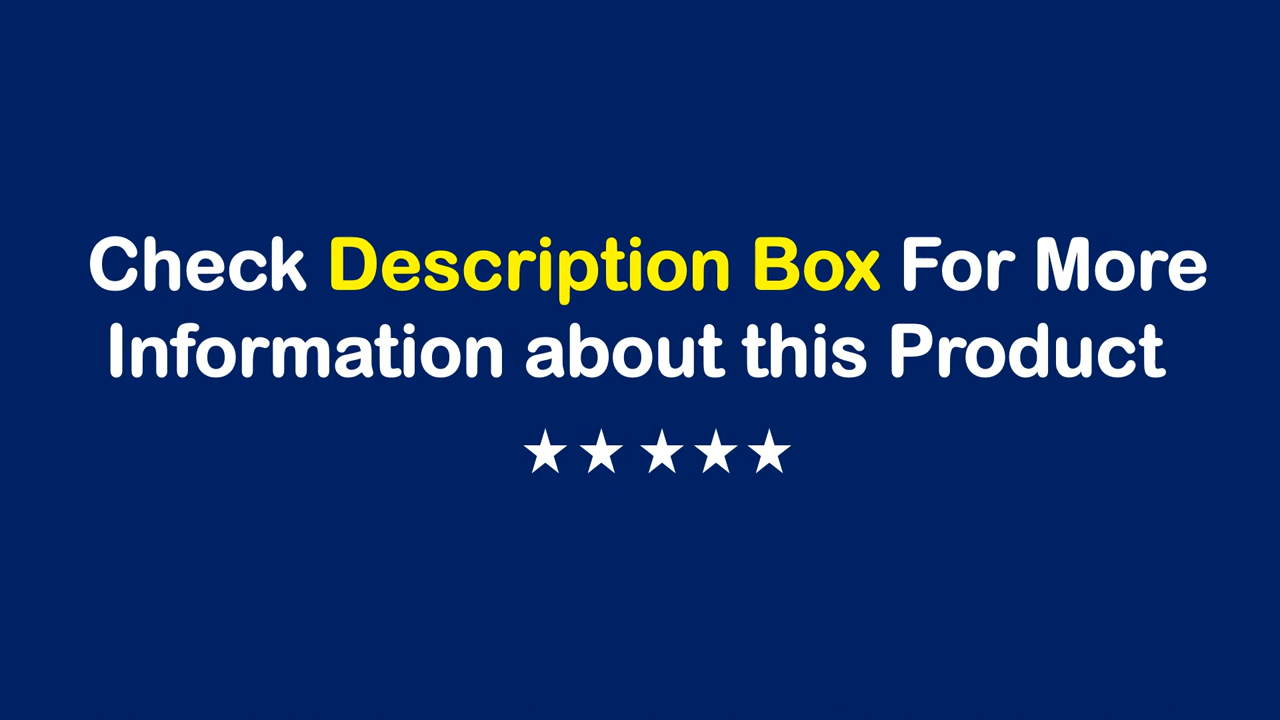 Check Description Box For More
Information about this Product
★ ★ ★ ★ ★